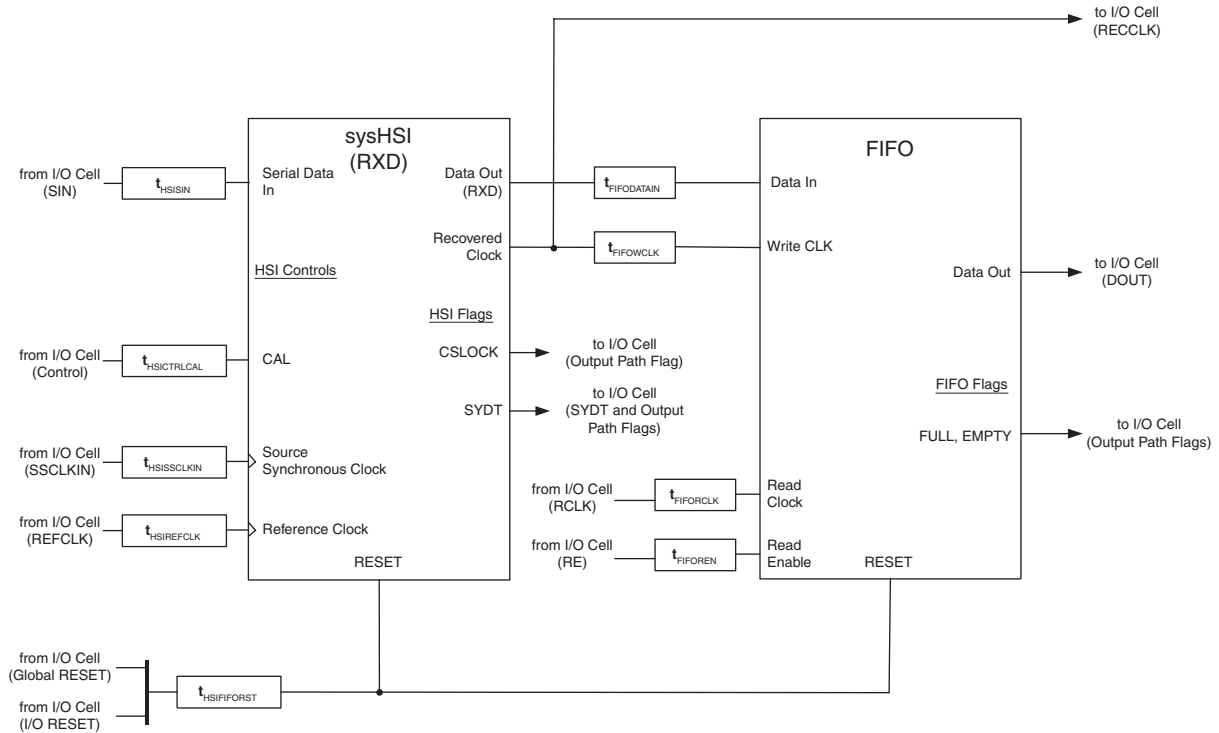 to I/O Cell
(RECCLK)
sysHSI
(RXD)
FIFO
from I/O Cell
(SIN)
tHSISIN
Serial Data
In
Data Out
(RXD)
tFIFODATAIN
Data In
Recovered
Clock
tFIFOWCLK
Write CLK
HSI Controls
Data Out
to I/O Cell
(DOUT)
HSI Flags
from I/O Cell
(Control)
tHSICTRLCAL
CAL
CSLOCK
to I/O Cell
(Output Path Flag)
SYDT
to I/O Cell
(SYDT and Output
Path Flags)
FIFO Flags
FULL, EMPTY
to I/O Cell
(Output Path Flags)
from I/O Cell
(SSCLKIN)
tHSISSCLKIN
Source
Synchronous Clock
from I/O Cell
(RCLK)
tFIFORCLK
Read
Clock
from I/O Cell
(REFCLK)
tHSIREFCLK
Reference Clock
from I/O Cell
(RE)
tFIFOREN
Read
Enable
RESET
RESET
from I/O Cell
(Global RESET)
tHSIFIFORST
from I/O Cell
(I/O RESET)